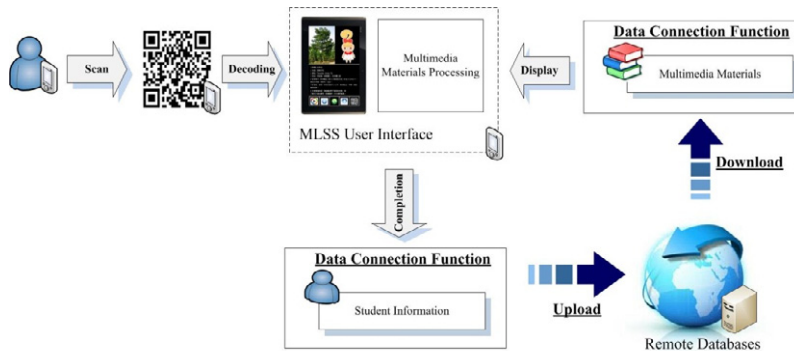 Scan
Decoding
Multimedia
Materials Processing
MLSS User Interface
Display
Data Connection Function
Multimedia Materials
Download
Completion
Data Connection Function
Student Information
Upload
Remote Databases